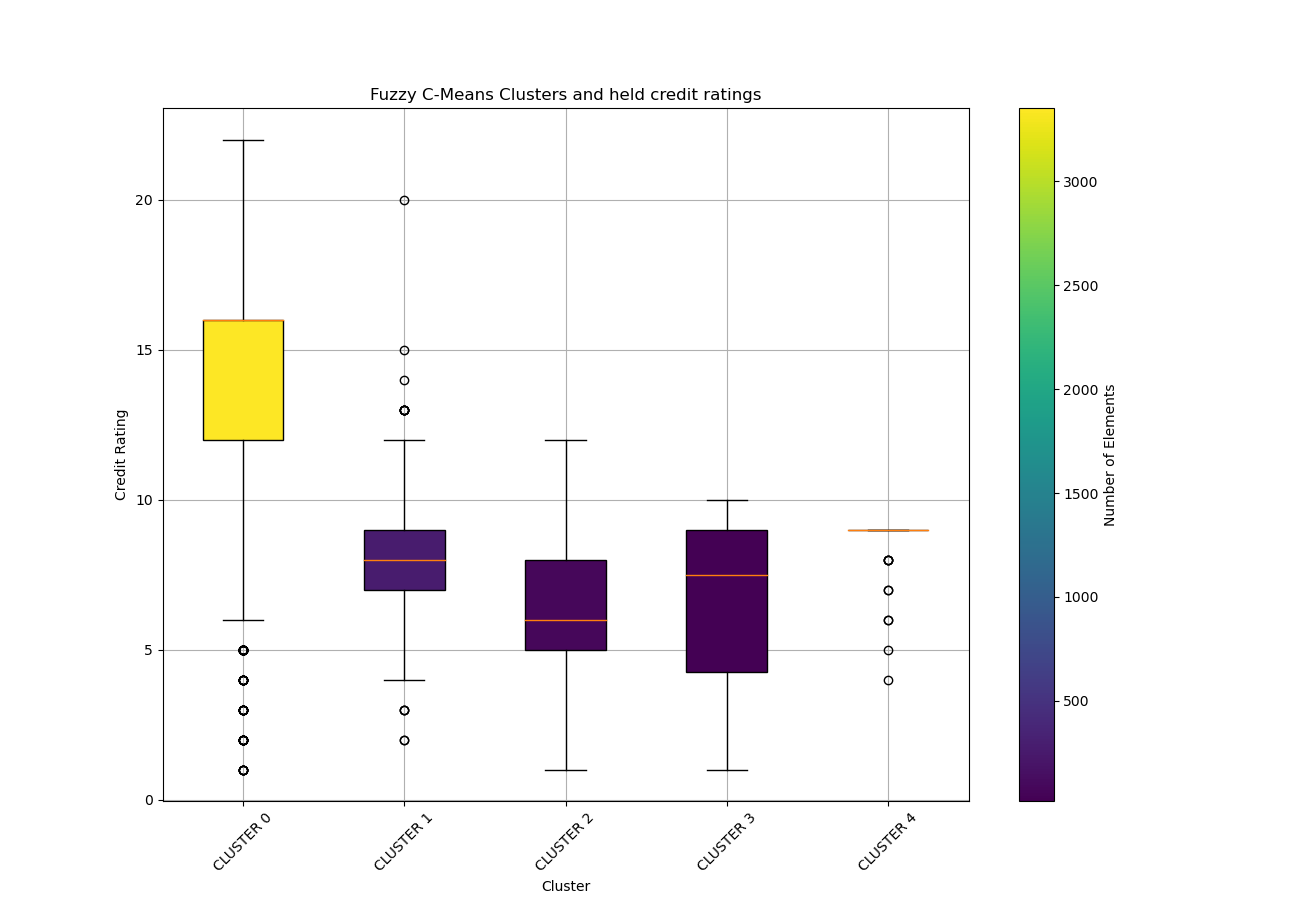 Fuzzy C-Means Clusters and held credit ratings
20
15
10
5
0
Credit Rating
CLUSTER 0
CLUSTER 1
CLUSTER 2
CLUSTER 3
CLUSTER 4
Cluster
3000
2500
2000
1500
1000
500
Number of Elements